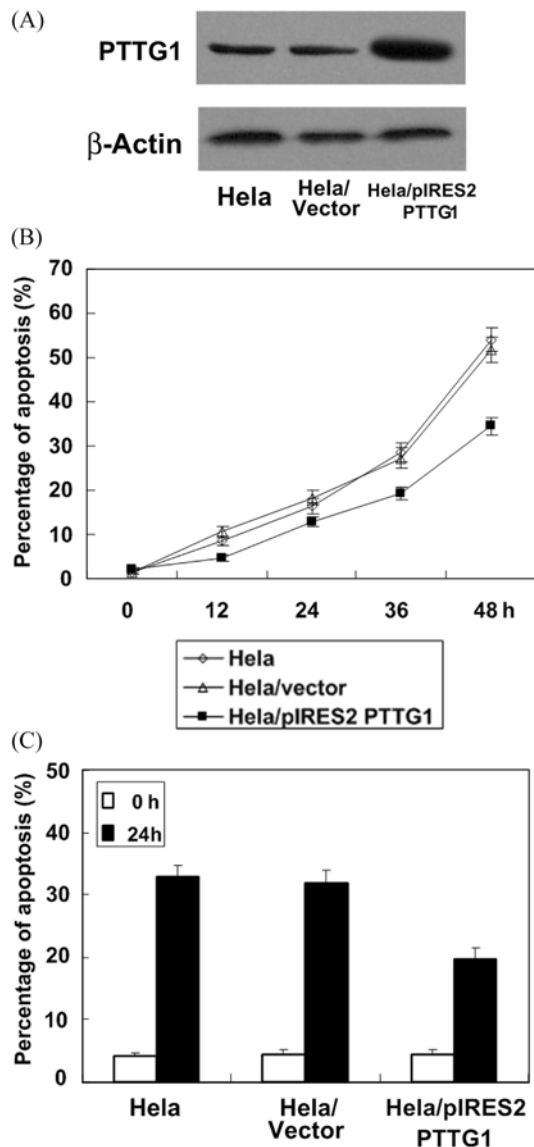 (A)
PTTG1
β-Actin
Hela Hela/ Hela/pIRES2
Vector PTTG1
(B)
Percentage of apoptosis (%)
70
60
50
40
30
20
10
0
0 12 24 36 48 h
Hela
Hela/vector
Hela/pIRES2 PTTG1
(C)
Percentage of apoptosis (%)
50
40
30
20
10
0
0 h
24h
Hela Hela/ Hela/pIRES2
Vector PTTG1